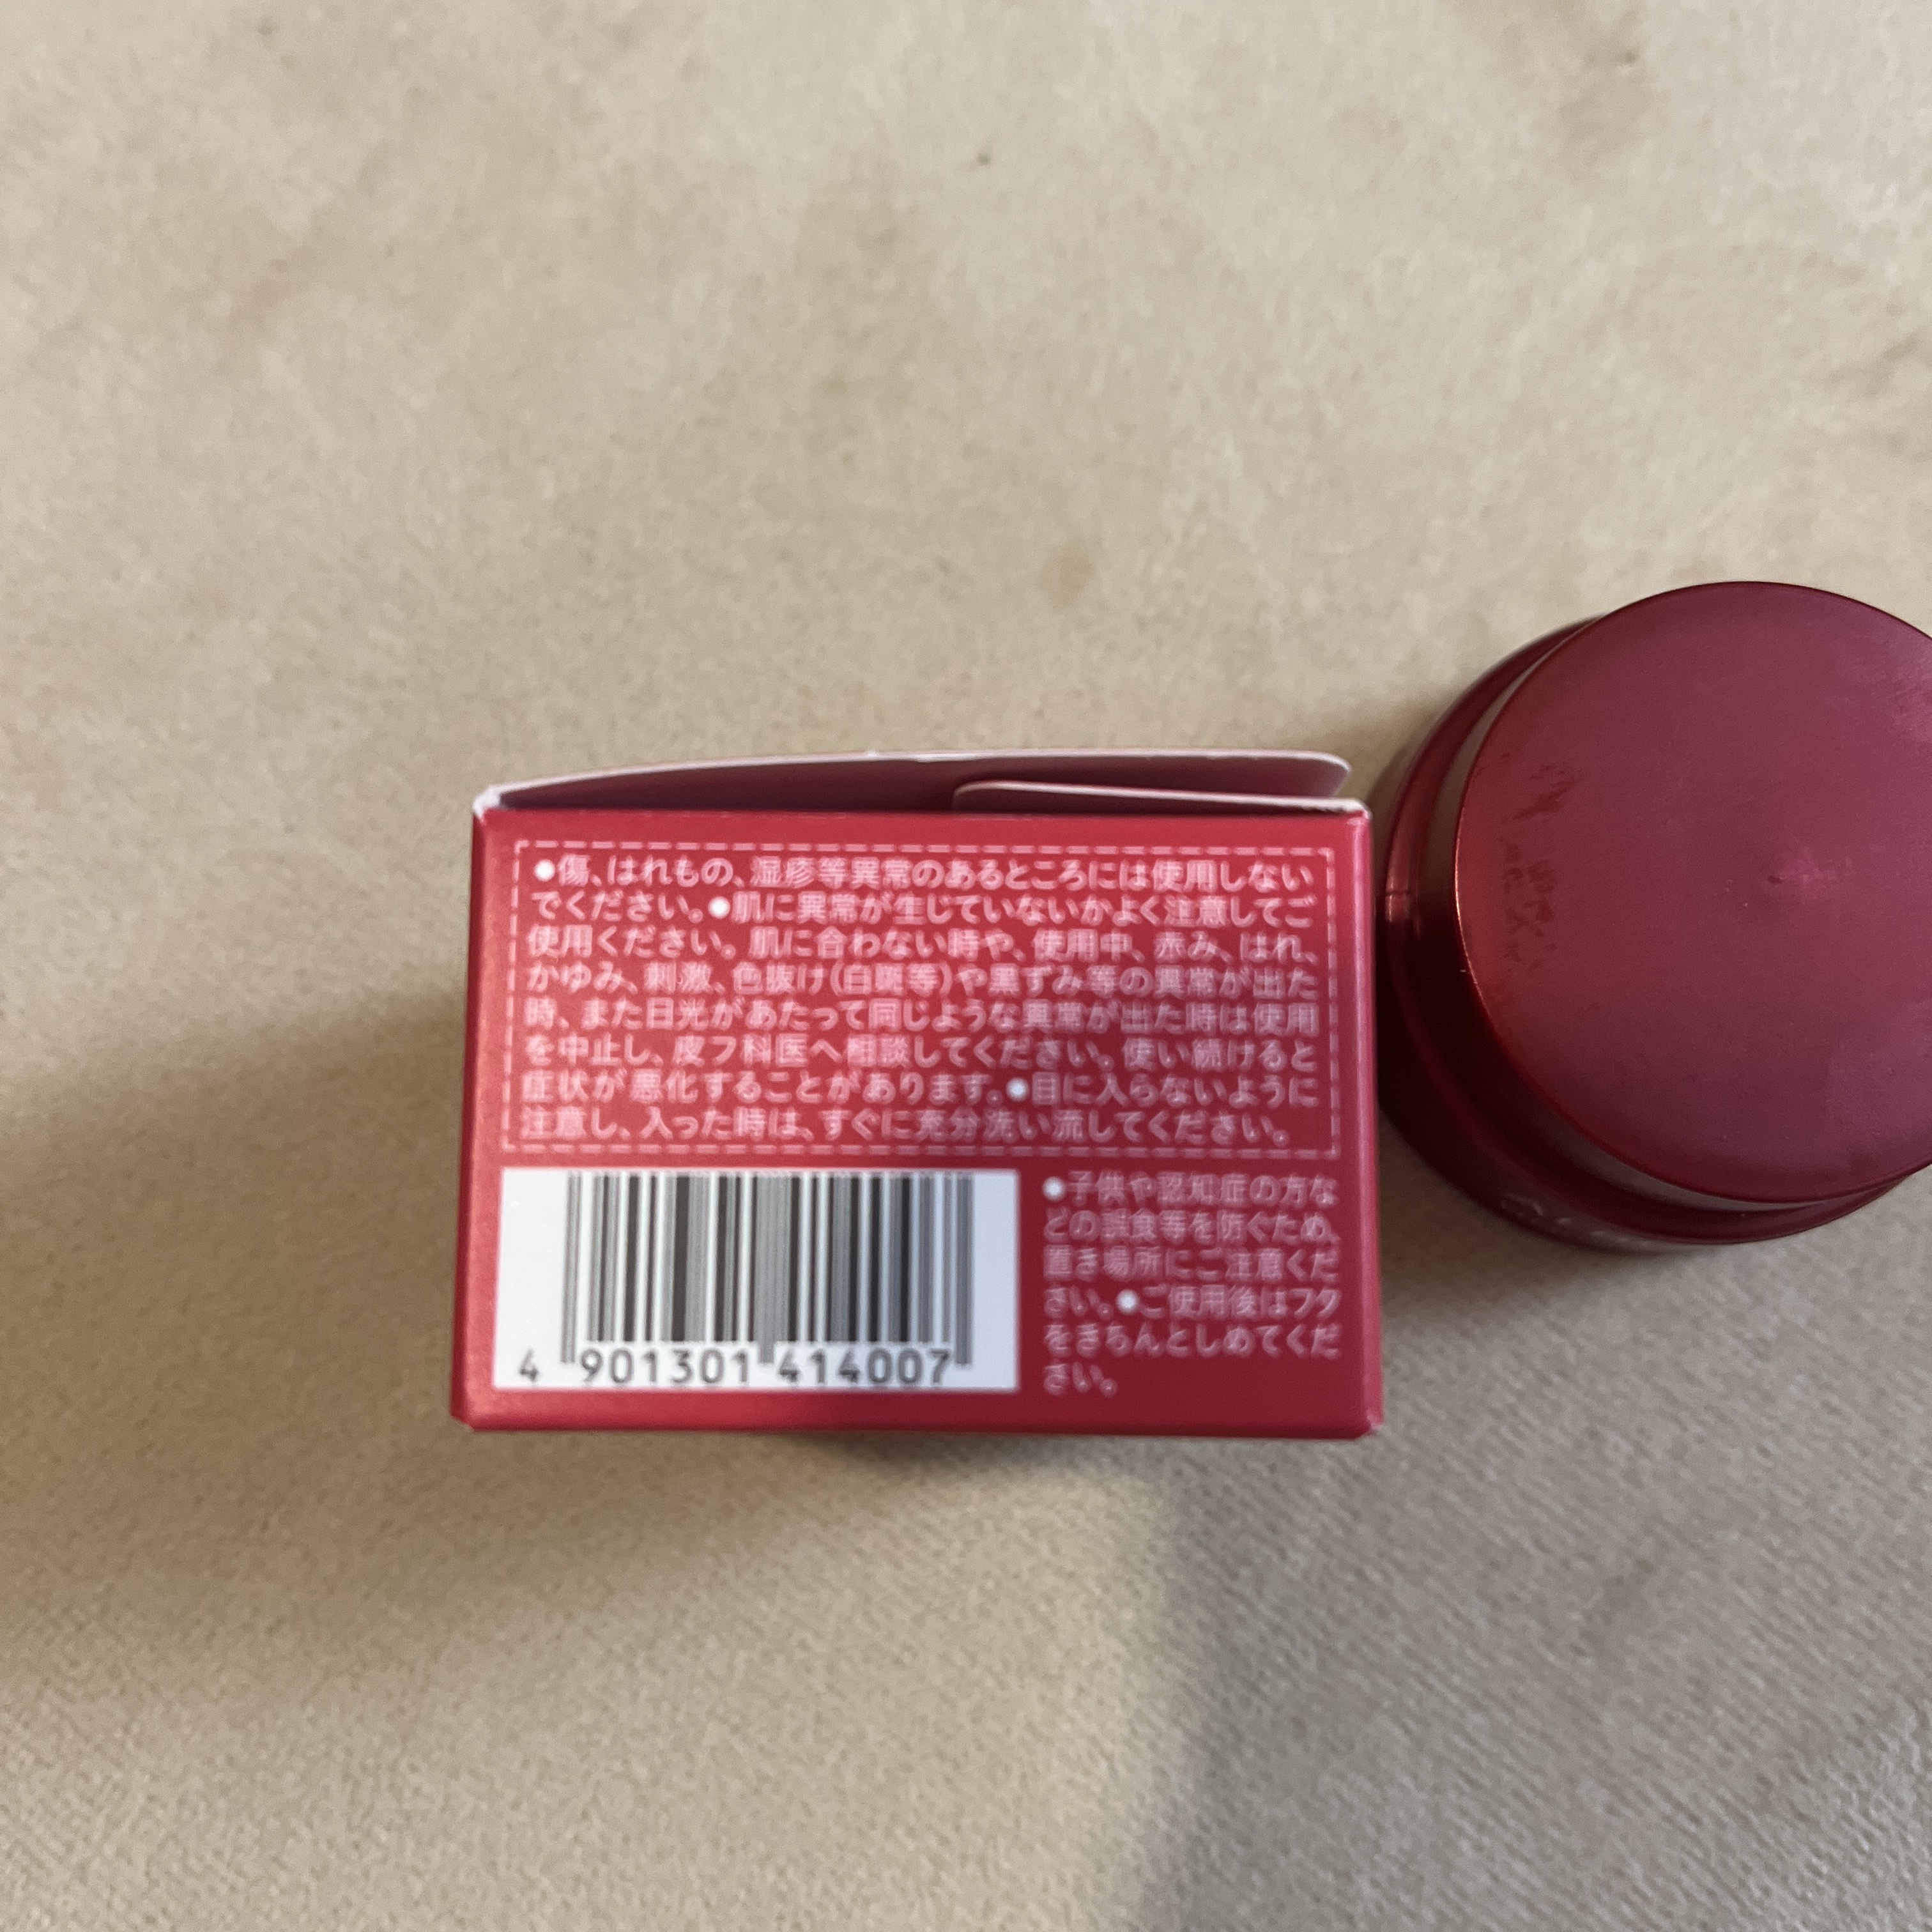 ●傷、はれもの、湿疹等異常のあるところには使用しない
でください。●肌に異常が生じていないかよく注意してご
使用ください。肌に合わない時や、使用中、赤み、はれ、
かゆみ、刺激、色抜け(白斑等)や黒ずみ等の異常が出た
時、また日光があたって同じような異常が出た時は使用
を中止し、皮フ科医へ相談してください。使い続けると
症状が悪化することがあります。●目に入らないように
注意し、入った時は、すぐに充分洗い流してください。
●子供や認知症の方な
どの誤食等を防ぐため、
置き場所にご注意くだ
さい。●ご使用後はフタ
をきちんとしめてくだ
さい。
4 901301 414007